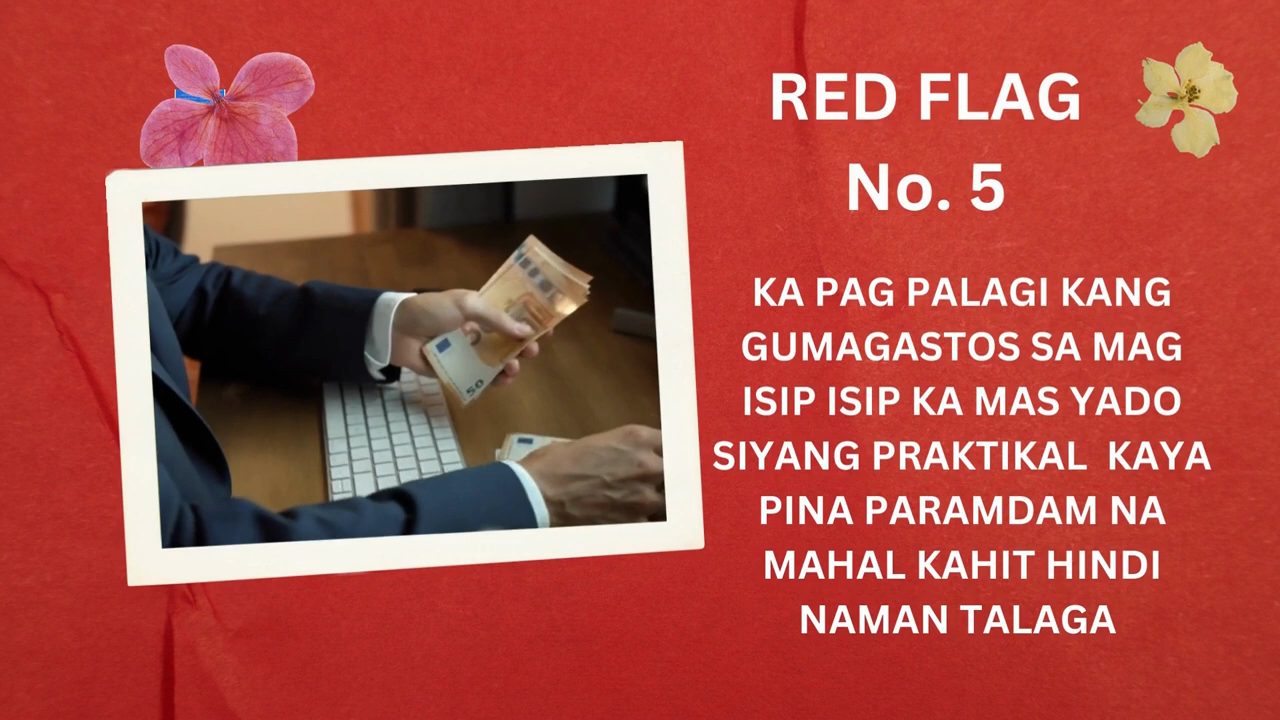 RED FLAG
No. 5
KA PAG PALAGI KANG
GUMAGASTOS SA MAG
ISIP ISIP KA MAS YADO
SIYANG PRAKTIKAL KAYA
PINA PARAMDAM NA
MAHAL KAHIT HINDI
NAMAN TALAGA
50